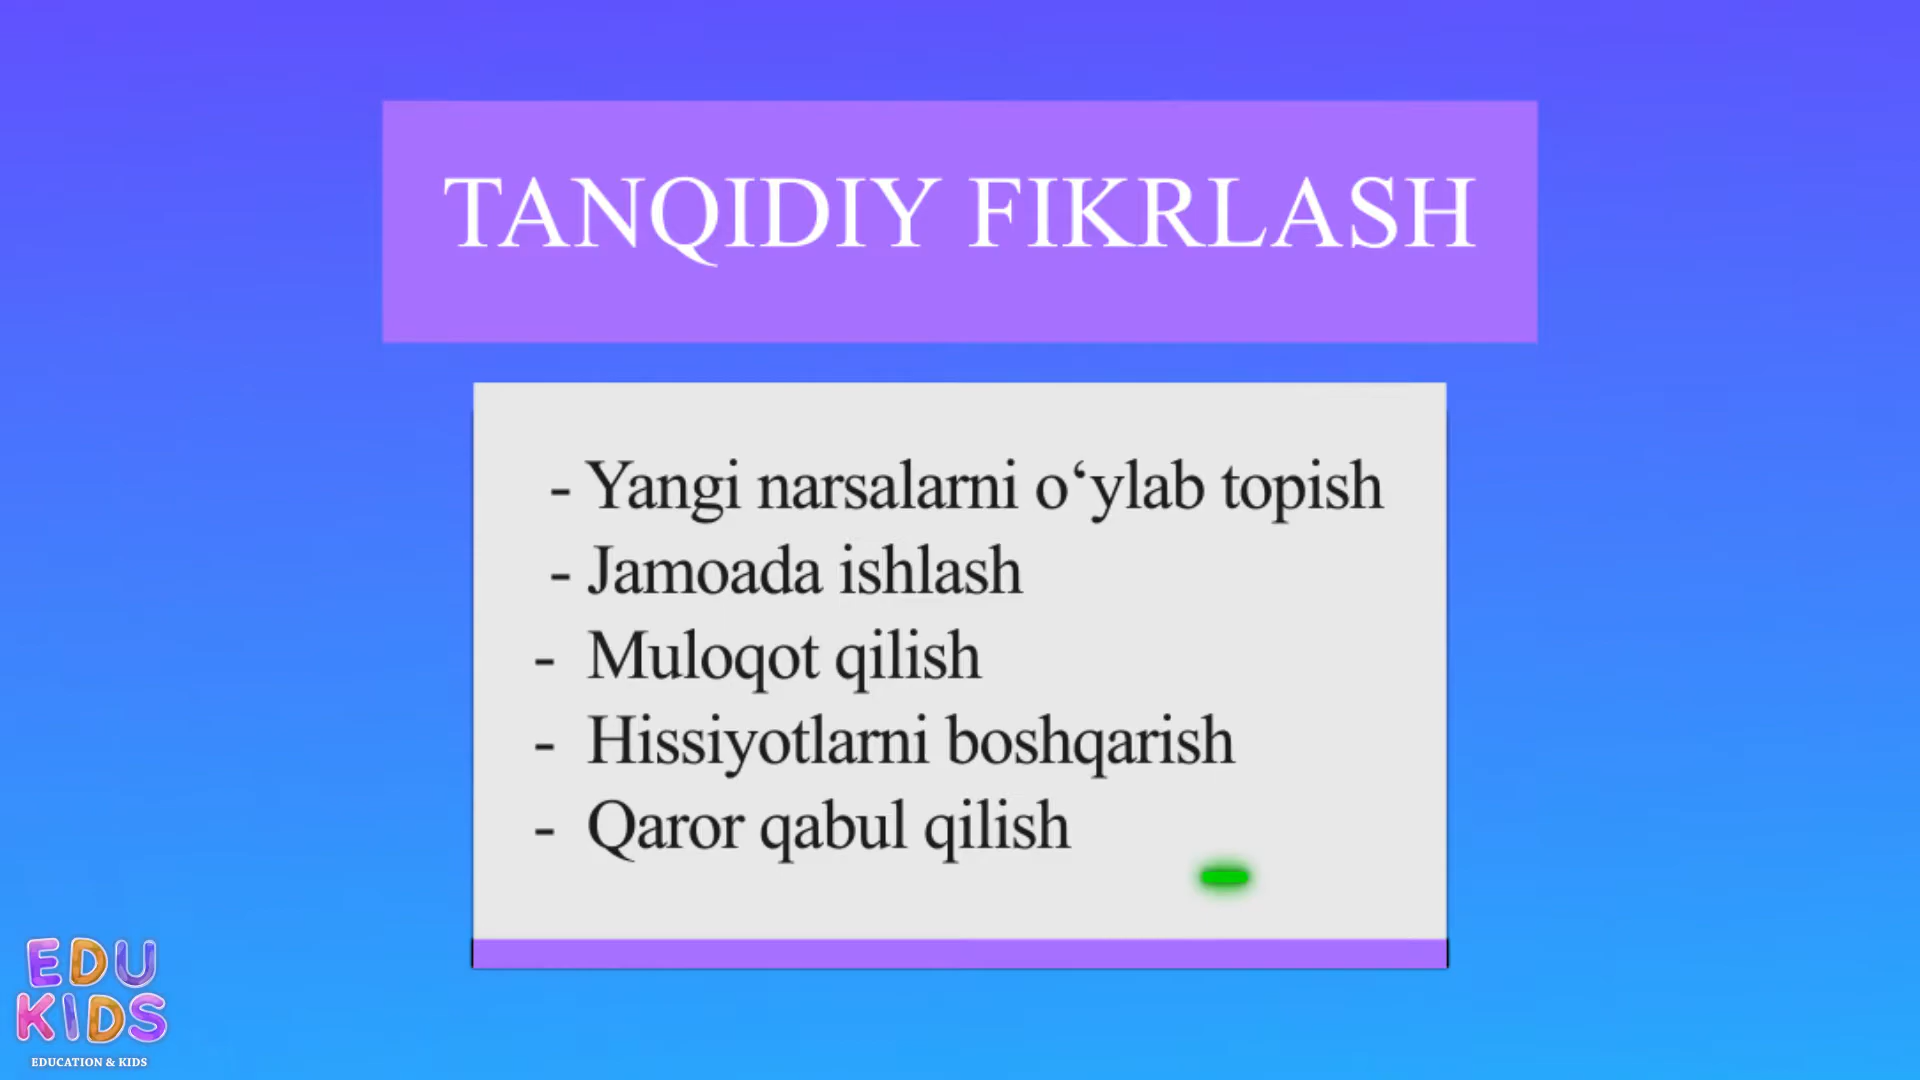 TANQIDIY FIKRLASH
- Yangi narsalarni o‘ylab topish
- Jamoada ishlash
- Muloqot qilish
- Hissiyotlarni boshqarish
- Qaror qabul qilish
EDU
KIDS
EDUCATION & KIDS